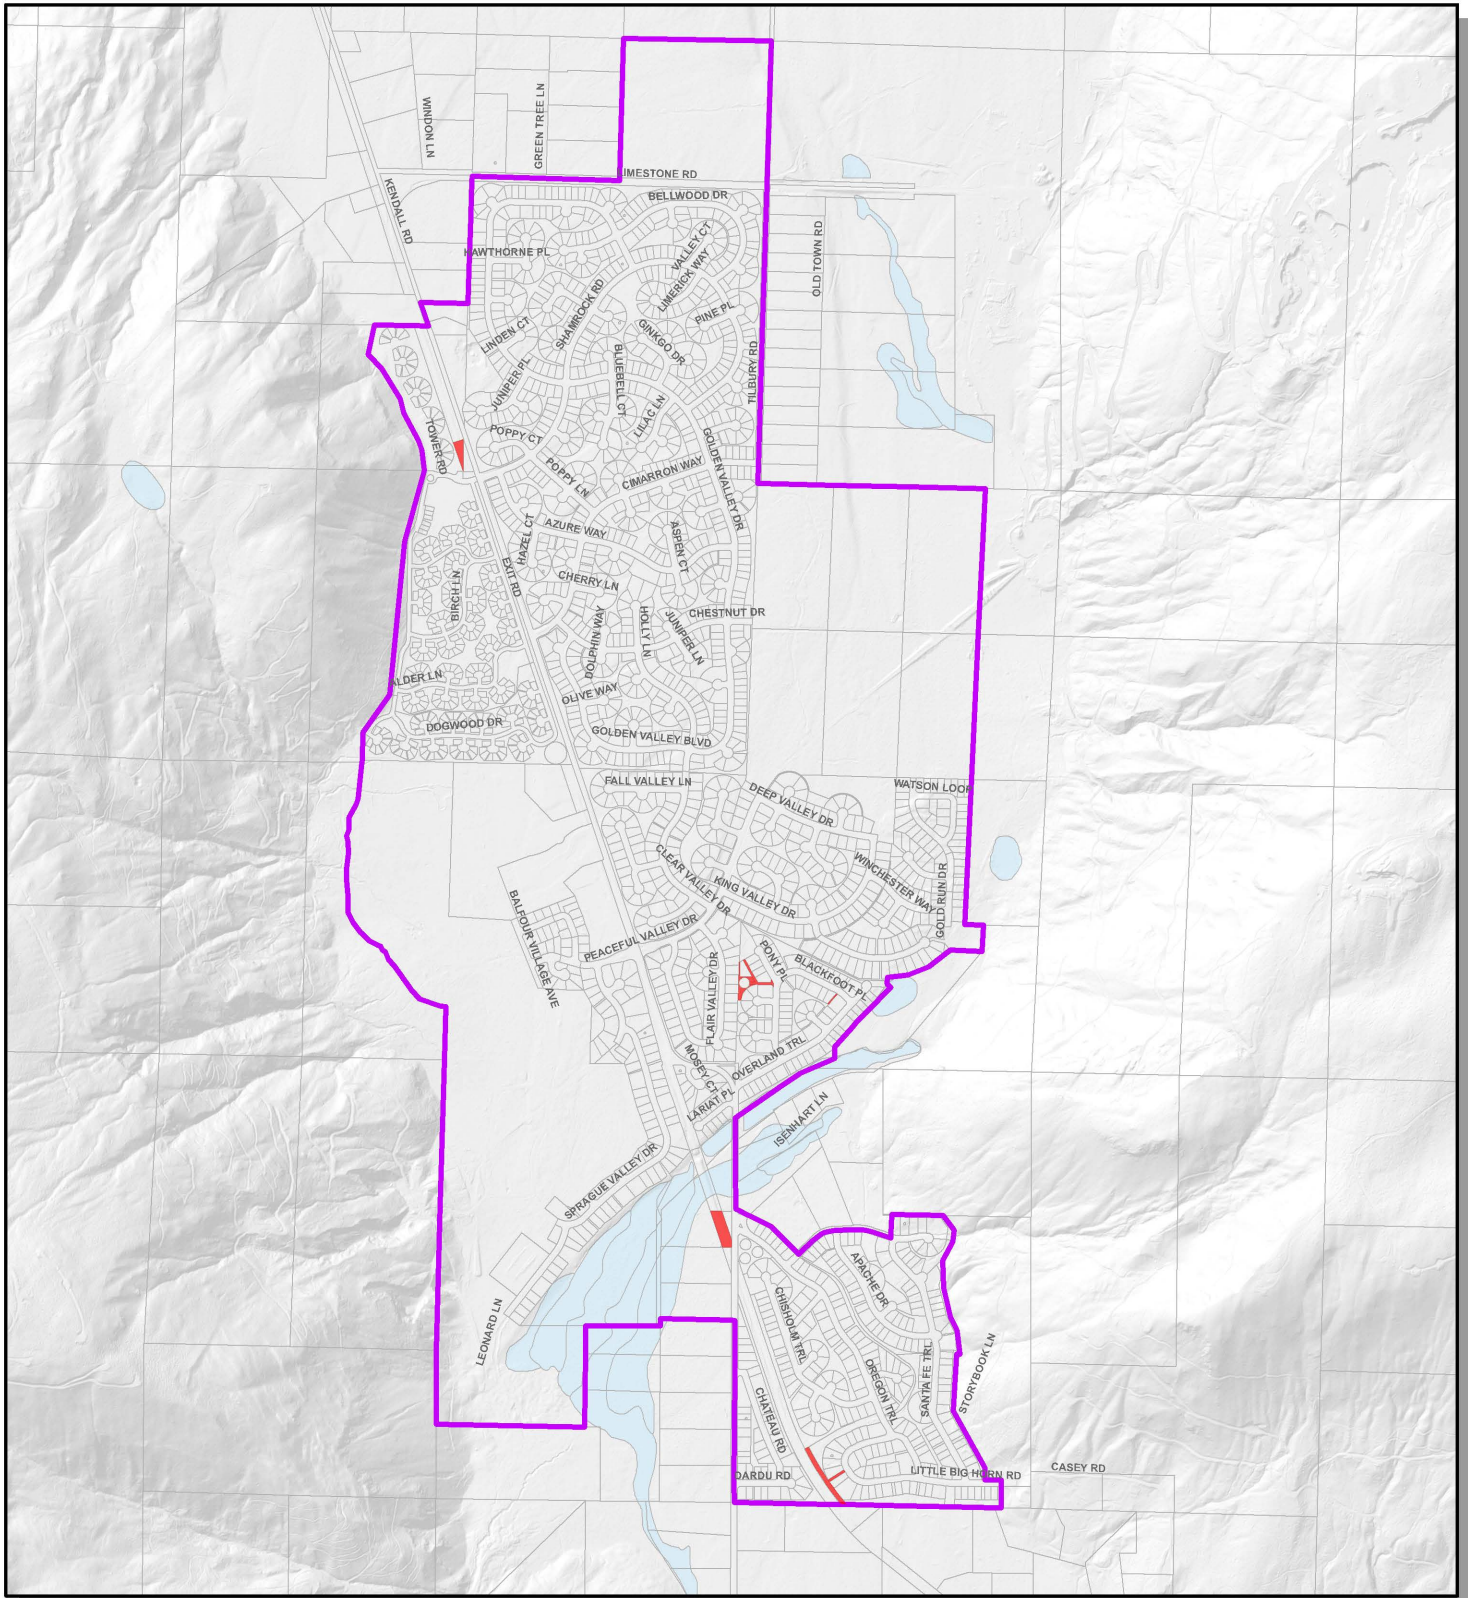 WINDON LN
GREEN TREE LN
LIMESTONE RD
KENDALL RD
BELLWOOD DR
HAWTHORNE PL
VALLEY CT
LIMERICK WAY
OLD TOWN RD
SHAMROCK RD
PINE PL
LINDEN CT
GINKGO DR
BLUEBELL CT
TILBURY RD
JUNIPER PL
LILAC LN
TOWER RD
POPPY CT
GOLDEN VALLEY DR
POPPY LN
CIMARRON WAY
HAZEL CT
AZURE WAY
ASPEN CT
EXIT RD
BIRCH LN
CHERRY LN
CHESTNUT DR
DOLPHIN WAY
HOLLY LN
JUNIPER LN
ALDER LN
OLIVE WAY
DOGWOOD DR
GOLDEN VALLEY BLVD
FALL VALLEY LN
DEEP VALLEY DR
WATSON LOOP
CLEAR VALLEY DR
KING VALLEY DR
WINCHESTER WAY
GOLD RUN DR
BALFOUR VILLAGE AVE
PEACEFUL VALLEY DR
FLAIR VALLEY DR
PONY PL
BLACKFOOT PL
MOSEY CT
OVERLAND TRL
LARIAT PL
ISENHART LN
SPRAGUE VALLEY DR
APACHE DR
LEONARD LN
CHISHOLM TRL
OREGON TRL
SANTA FE TRL
STORYBOOK LN
CHATEAU RD
DARDU RD
LITTLE BIG HORN RD
CASEY RD